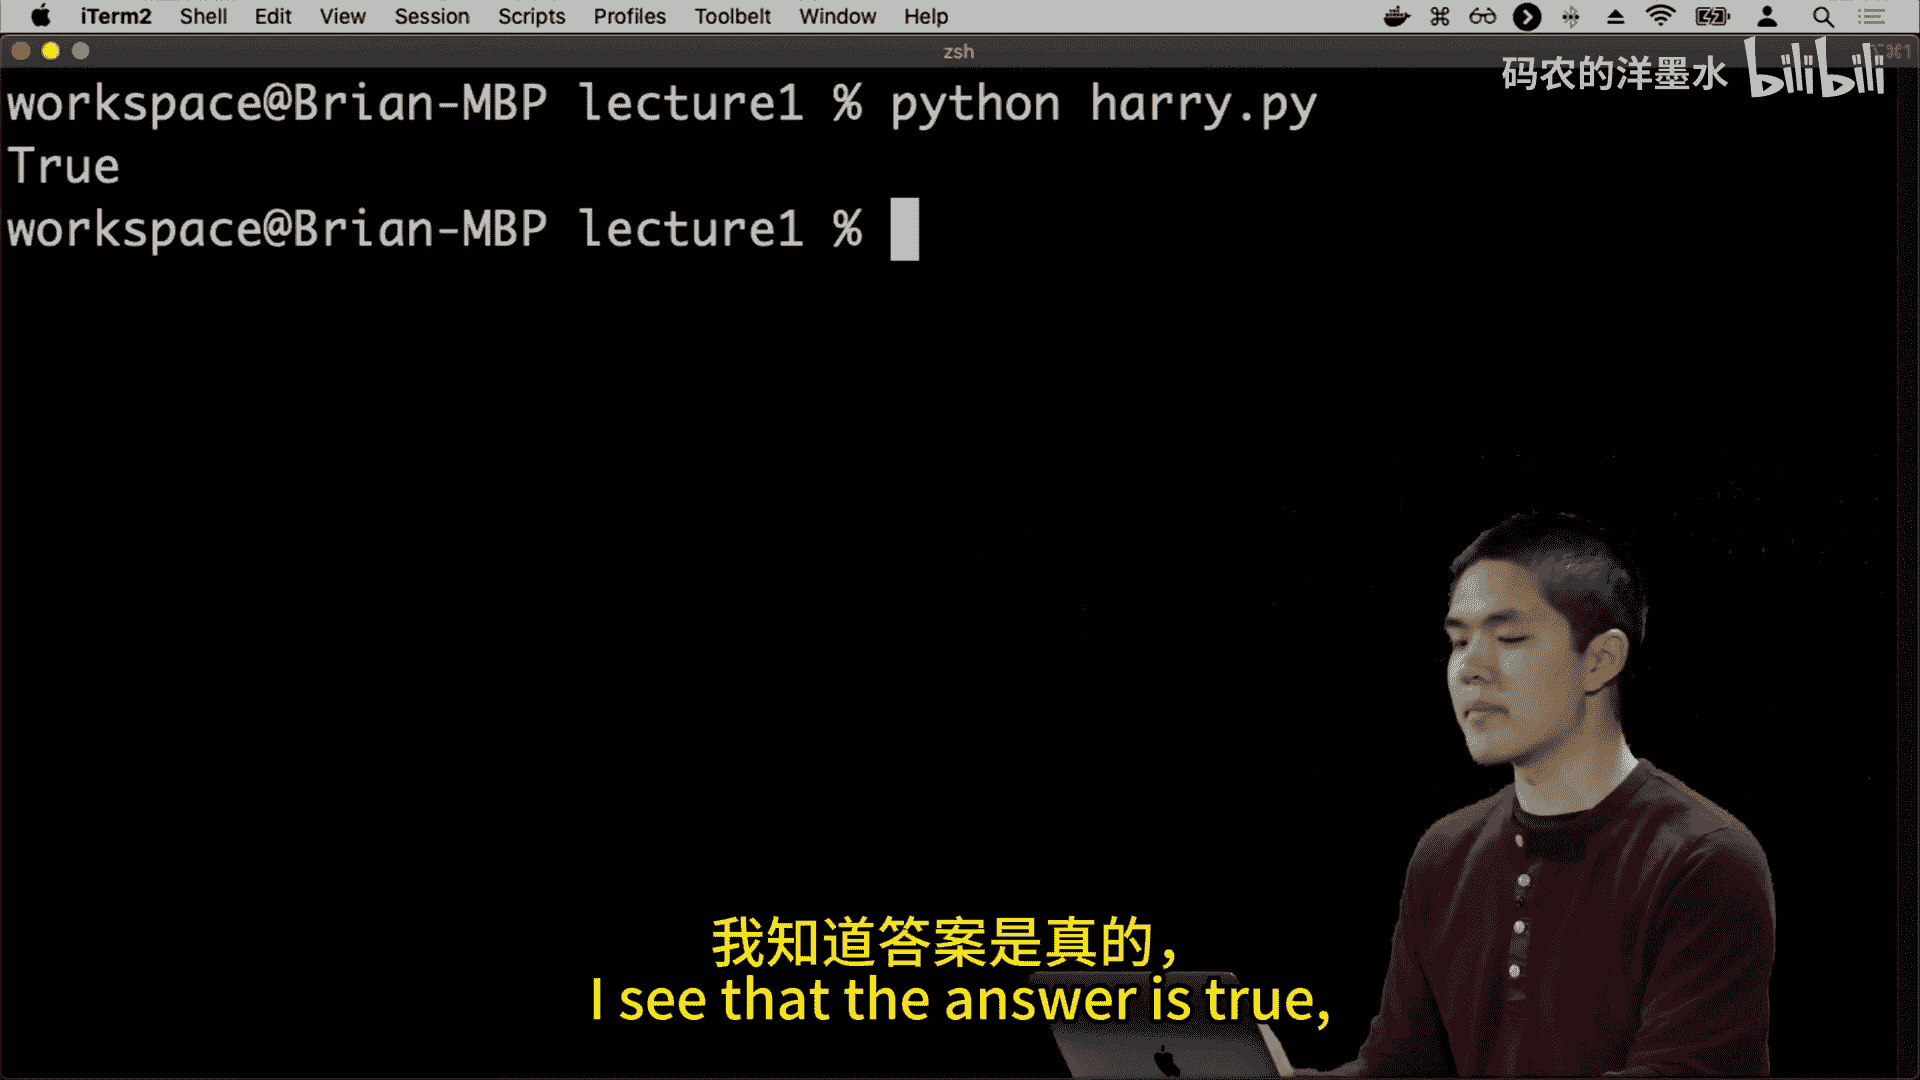 iTerm2 Shell Edit View Session Scripts Profiles Toolbelt Window Help
zsh
码农的洋墨水 bilibili
workspace@Brian-MBP lecture1 % python harry.py
True
workspace@Brian-MBP lecture1 %
我知道答案是真的，
I see that the answer is true,